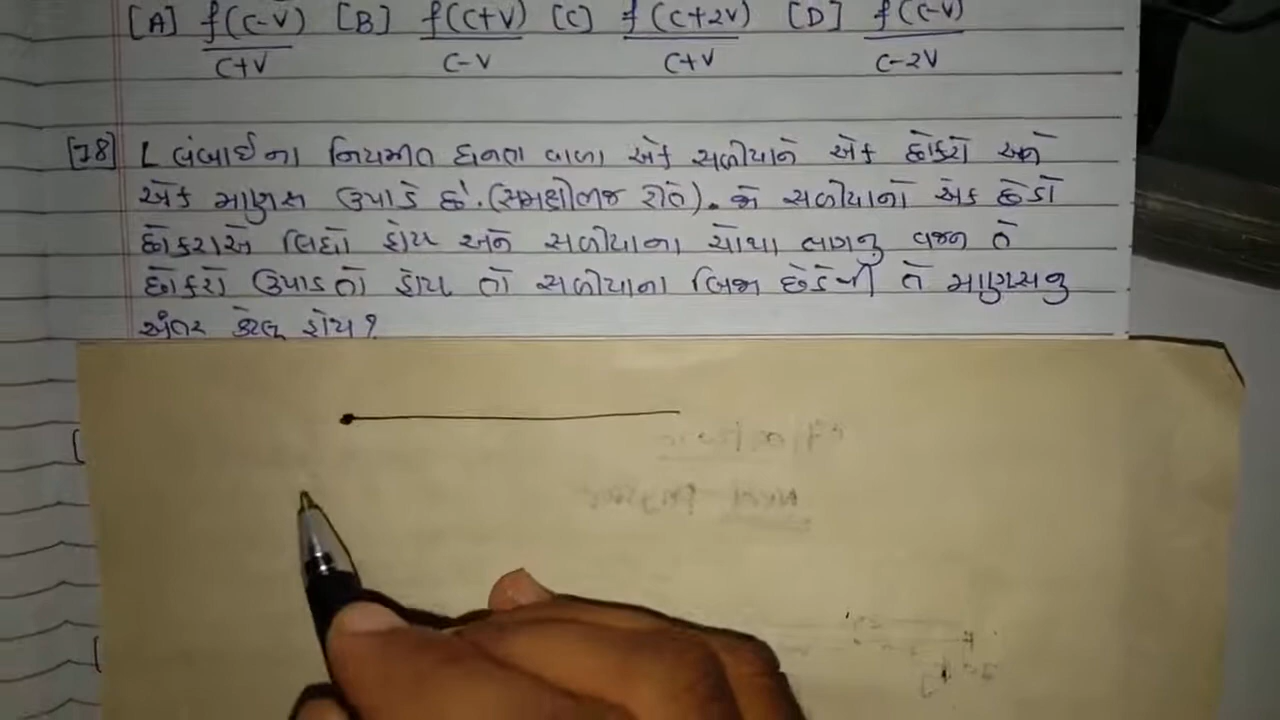 [A] f(C-V)/C+V [B] f(C+V)/C-V [C] f(C+2V)/C+V [D] f(C-V)/C-2V
[78] L લંબાઈના નિયમીત ઘનતા વાળા એક સળીયાને એક છોકરો અને
એક માણસ ઉપાડે છે. (સમક્ષીતીજ રીતે). જો સળીયાનો એક છેડો
છોકરાએ લિધો હોય અને સળીયાના ચોથા ભાગનુ વજન તે
છોકરો ઉપાડતો હોય તો સળીયાના બિજા છેડેથી તે માણસનુ
અંતર કેટલુ હોય?